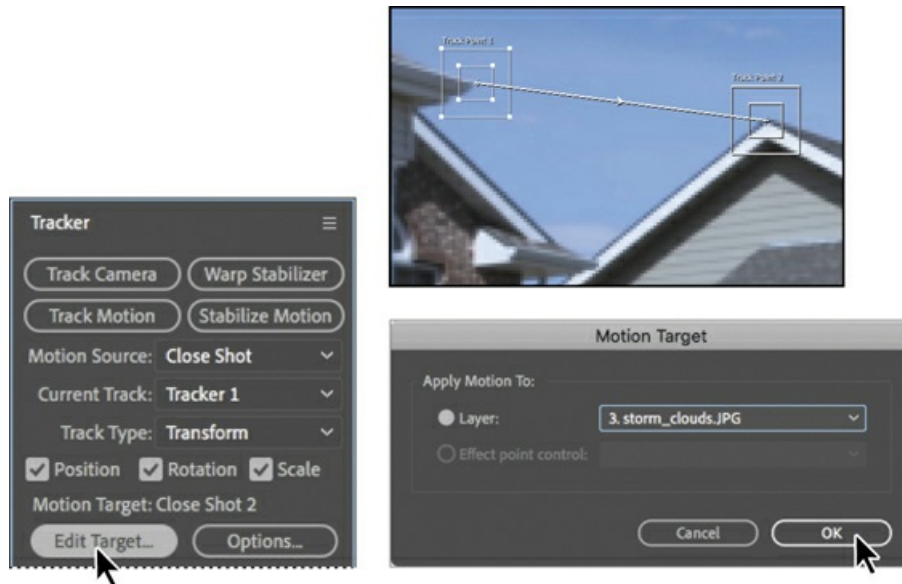 Track Point 1
Track Point 2
Tracker
Track Camera Warp Stabilizer
Track Motion Stabilize Motion
Motion Source: Close Shot
Current Track: Tracker 1
Track Type: Transform
Position Rotation Scale
Motion Target: Close Shot 2
Edit Target... Options...
Motion Target
Apply Motion To:
Layer: 3. storm_clouds.JPG
Effect point control:
Cancel OK